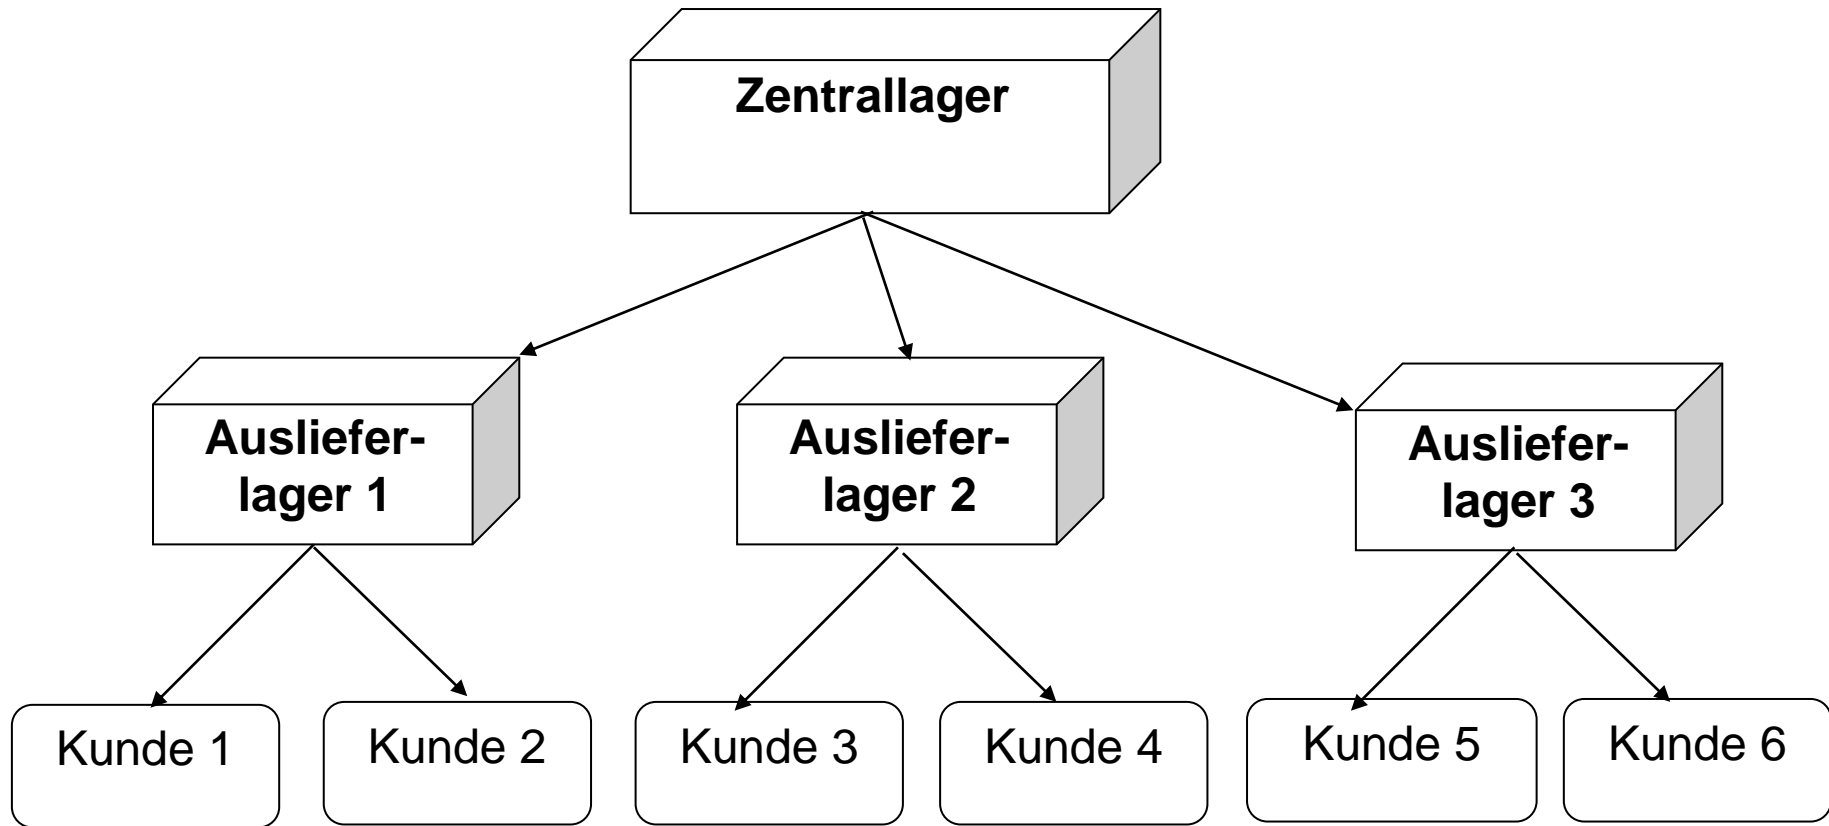 Zentrallager
Ausliefer-
lager 1
Ausliefer-
lager 2
Ausliefer-
lager 3
Kunde 1
Kunde 2
Kunde 3
Kunde 4
Kunde 5
Kunde 6